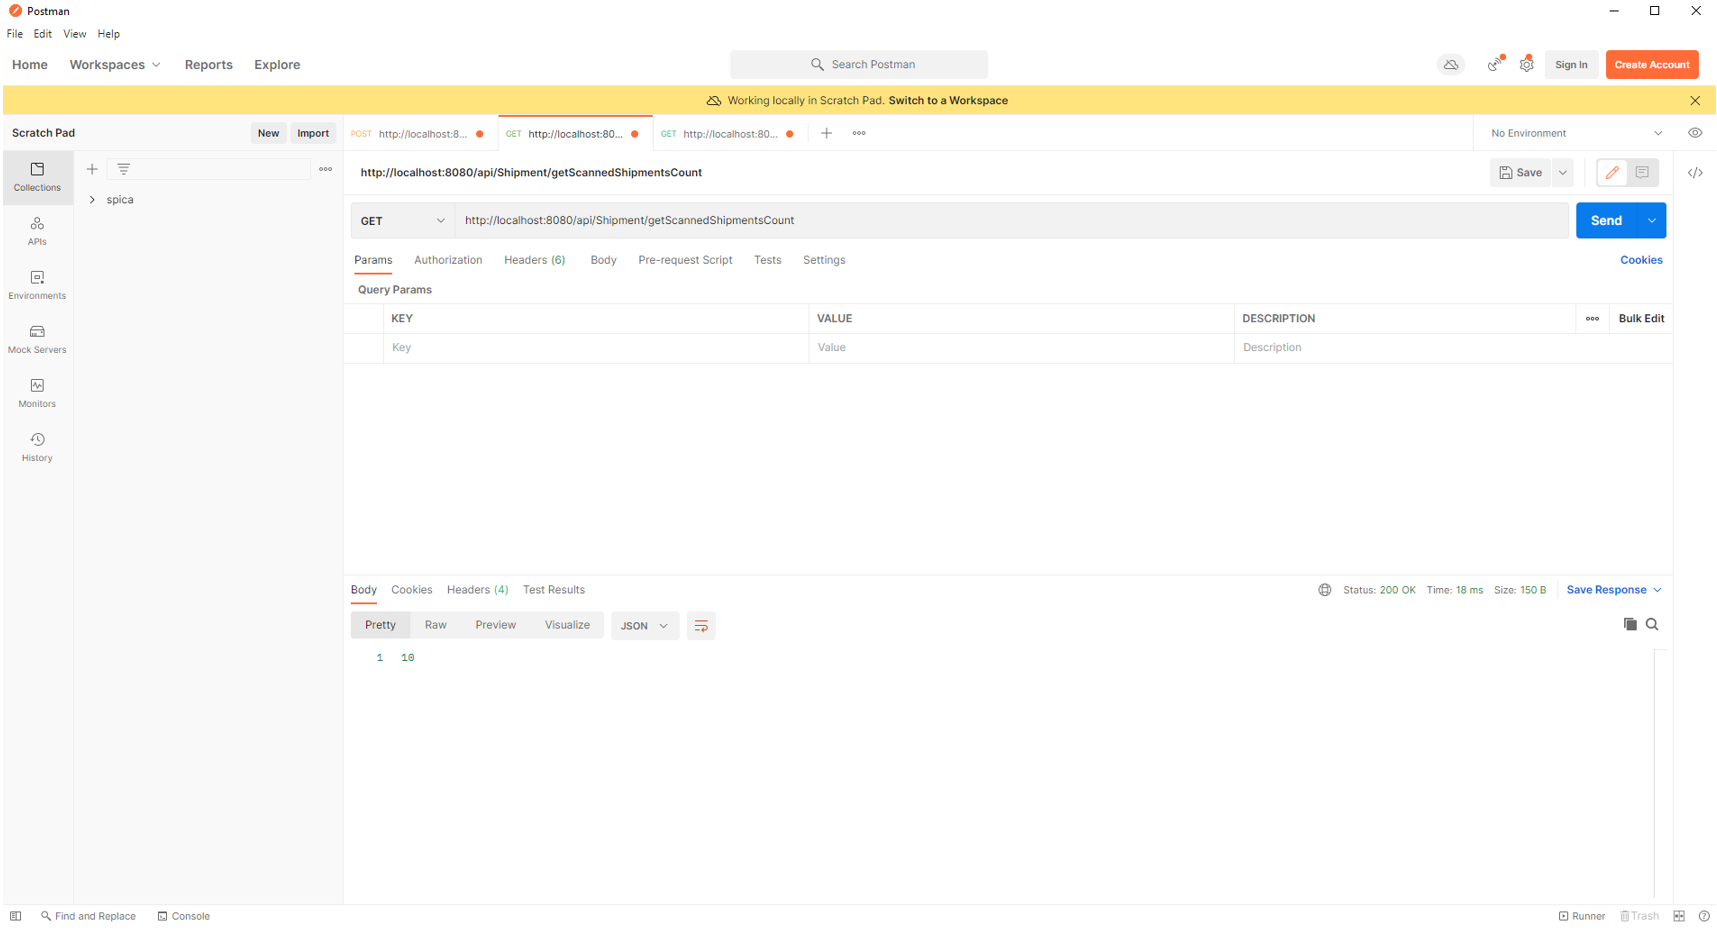 Postman
File Edit View Help
Home Workspaces Reports Explore Search Postman Sign In Create Account
Working locally in Scratch Pad. Switch to a Workspace
Scratch Pad New Import POST http://localhost:8... GET http://localhost:80... GET http://localhost:80... No Environment
Collections
spica
http://localhost:8080/api/Shipment/getScannedShipmentsCount Save
APIs
GET http://localhost:8080/api/Shipment/getScannedShipmentsCount Send
Params Authorization Headers (6) Body Pre-request Script Tests Settings Cookies
Environments
Query Params
KEY VALUE DESCRIPTION Bulk Edit
Mock Servers
Key Value Description
Monitors
History
Body Cookies Headers (4) Test Results Status: 200 OK Time: 18 ms Size: 150 B Save Response
Pretty Raw Preview Visualize JSON
1 10
Find and Replace Console Runner Trash